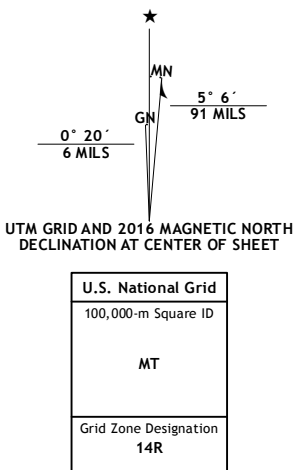 ★
MN
GN
5° 6´
91 MILS
0° 20´
6 MILS
UTM GRID AND 2016 MAGNETIC NORTH
DECLINATION AT CENTER OF SHEET
U.S. National Grid
100,000-m Square ID
MT
Grid Zone Designation
14R